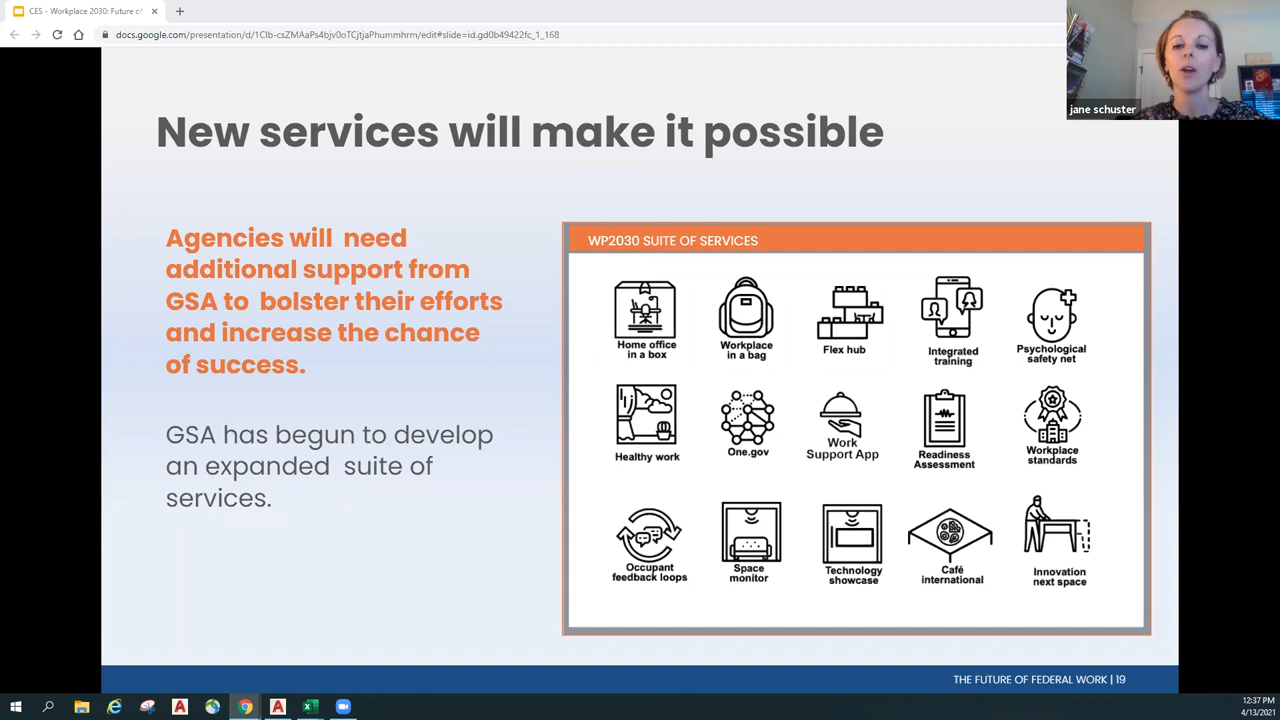 CES - Workplace 2030: Future of
docs.google.com/presentation/d/1CIb-csZMAaPs4bjv0oTCjtjaPhummhrm/edit#slide=id.gd0b49422fc_1_168
jane schuster
New services will make it possible
Agencies will need
additional support from
GSA to bolster their efforts
and increase the chance
of success.
GSA has begun to develop
an expanded suite of
services.
WP2030 SUITE OF SERVICES
Home office
in a box
Workplace
in a bag
Flex hub
Integrated
training
Psychological
safety net
Healthy work
One.gov
Work
Support App
Readiness
Assessment
Workplace
standards
Occupant
feedback loops
Space
monitor
Technology
showcase
Café
international
Innovation
next space
THE FUTURE OF FEDERAL WORK | 19
12:37 PM
4/13/2021